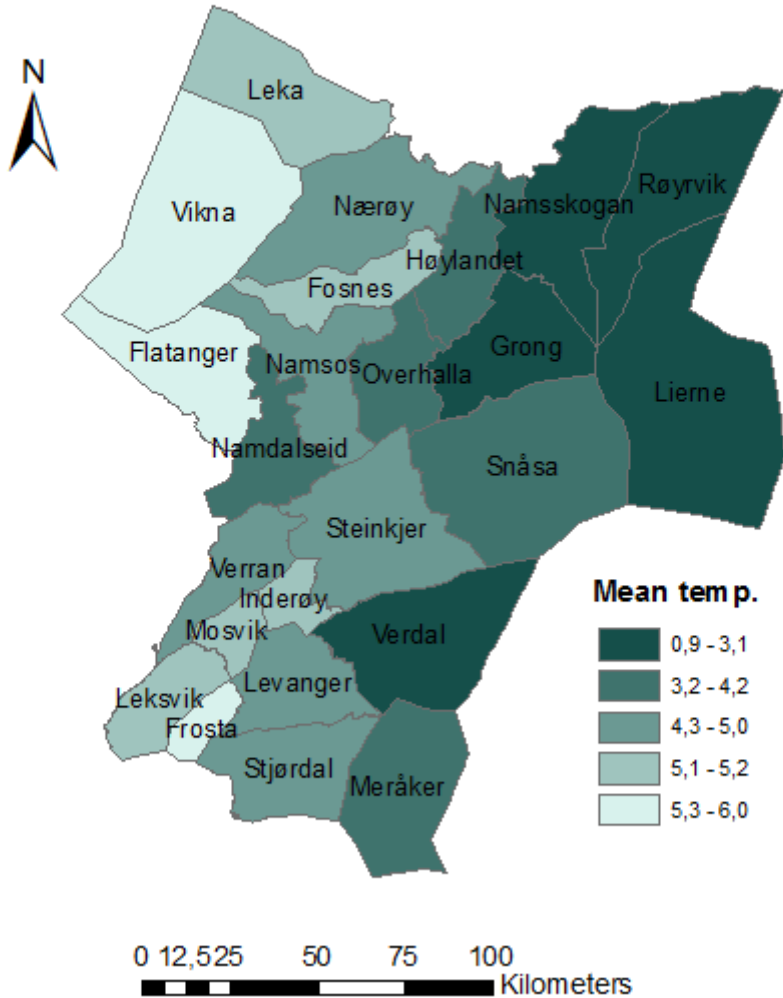 N
Leka
Røyrvik
Namsskogan
Vikna
Nærøy
Høylandet
Fosnes
Flatanger
Namsos
Overhalla
Grong
Lierne
Namdalseid
Snåsa
Steinkjer
Verran
Inderøy
Mosvik
Verdal
Levanger
Leksvik
Frosta
Stjørdal
Meråker
Mean temp.
0,9 - 3,1
3,2 - 4,2
4,3 - 5,0
5,1 - 5,2
5,3 - 6,0
0 12,525 50 75 100
Kilometers